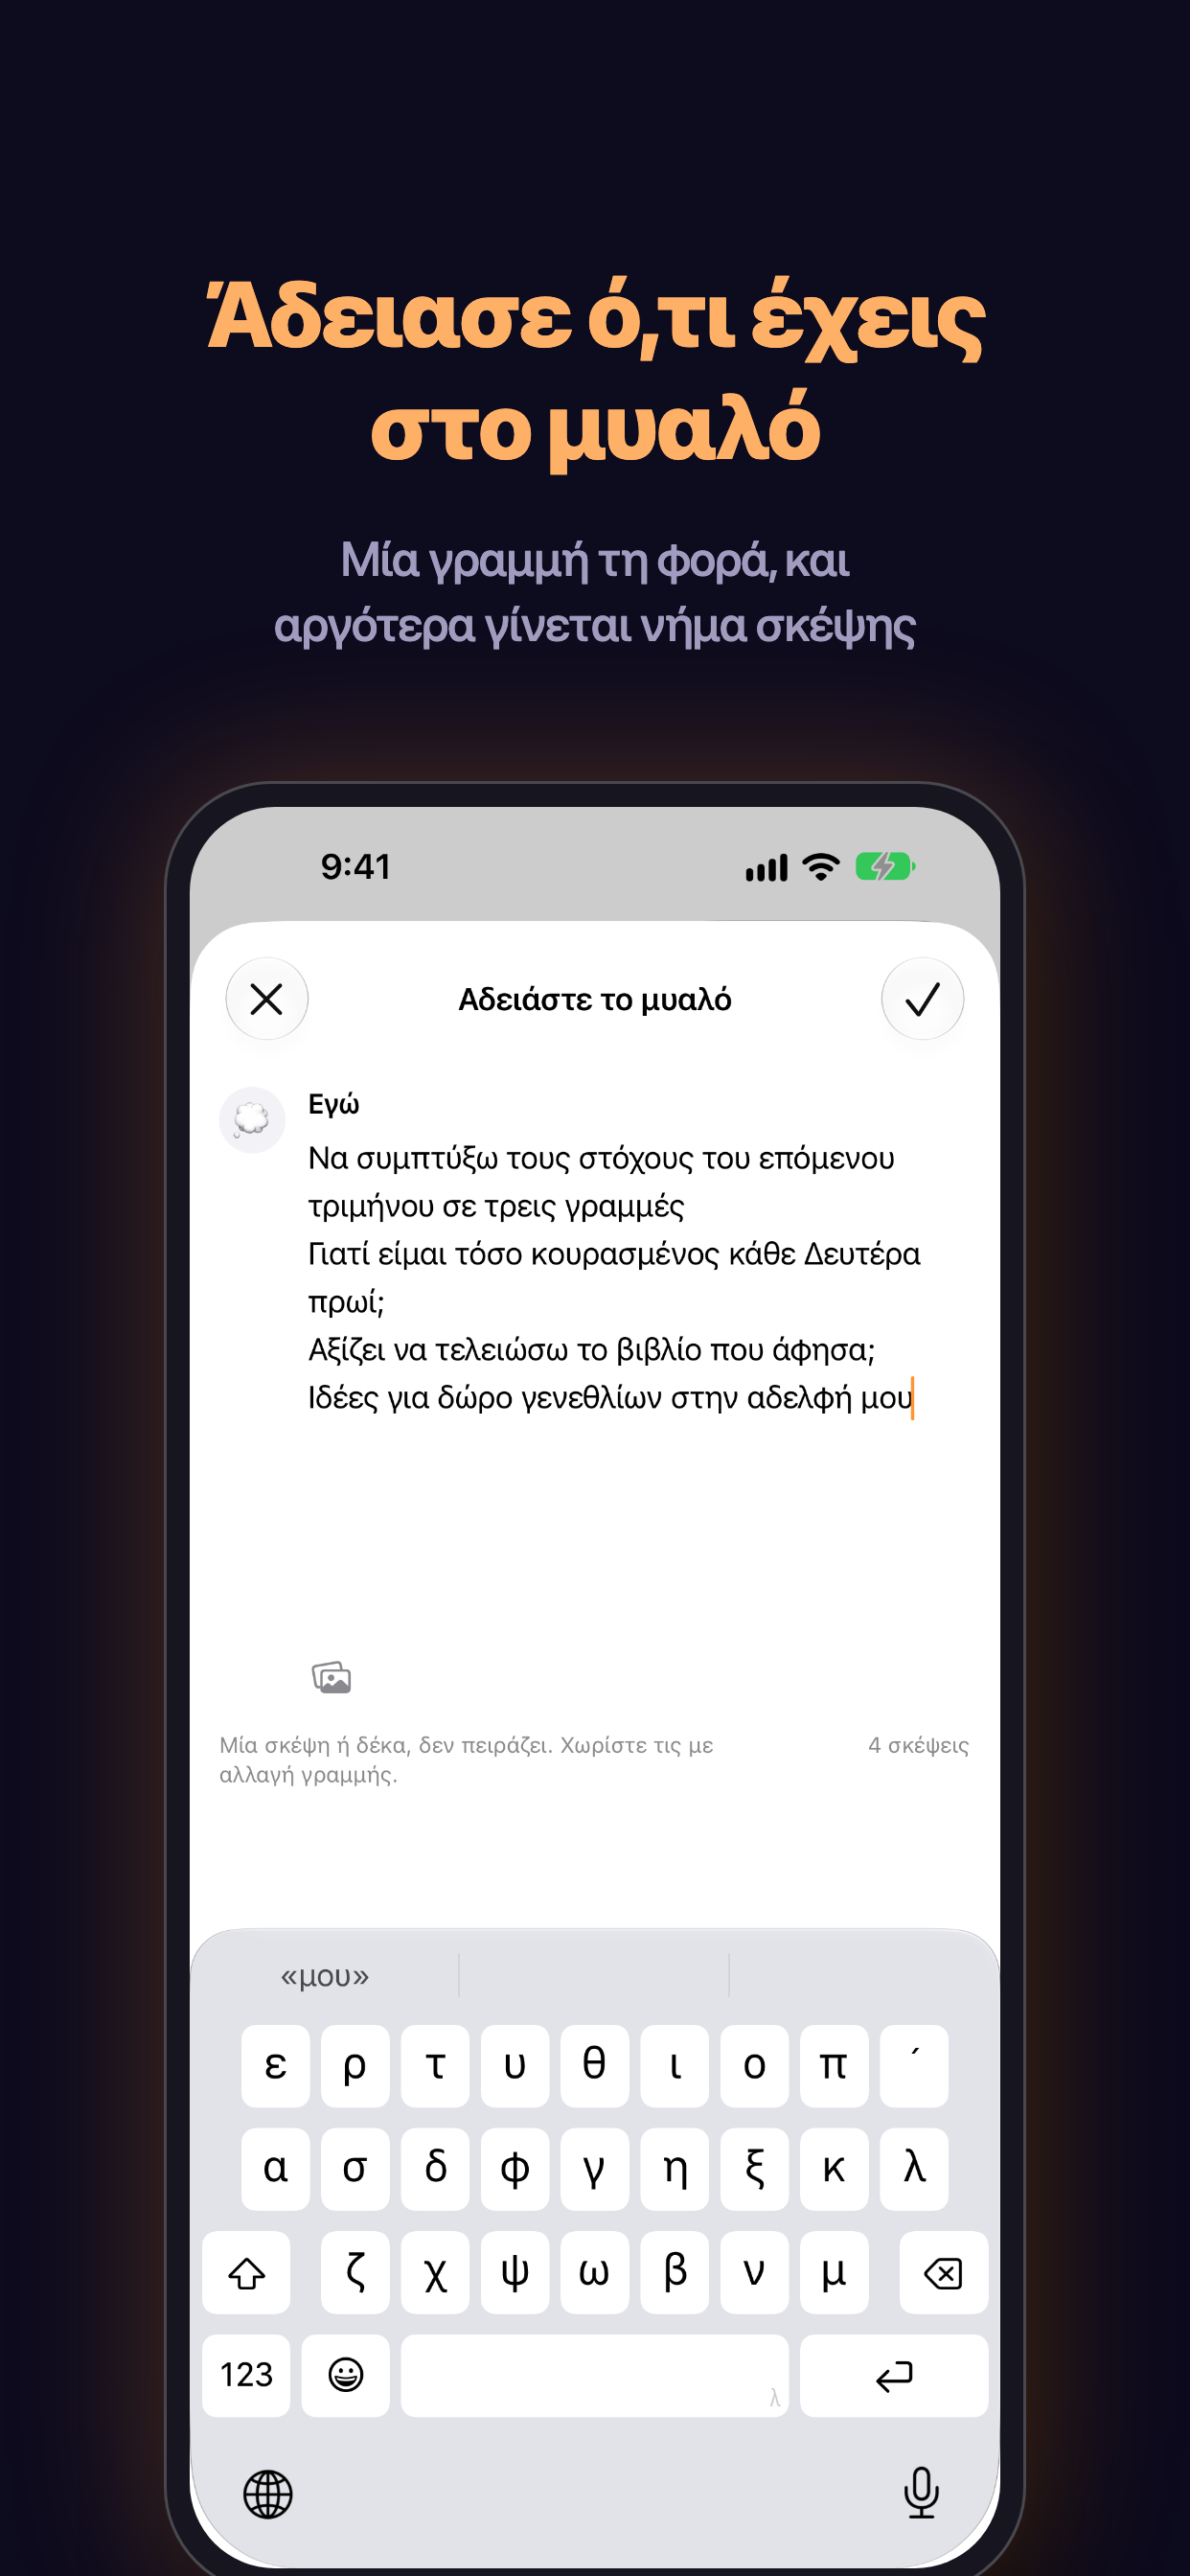 Άδειασε ό,τι έχεις
στο μυαλό
Μία γραμμή τη φορά, και
αργότερα γίνεται νήμα σκέψης
9:41
Αδειάστε το μυαλό
Εγώ
Να συμπτύξω τους στόχους του επόμενου
τριμήνου σε τρεις γραμμές
Γιατί είμαι τόσο κουρασμένος κάθε Δευτέρα
πρωί;
Αξίζει να τελειώσω το βιβλίο που άφησα;
Ιδέες για δώρο γενεθλίων στην αδελφή μου
Μία σκέψη ή δέκα, δεν πειράζει. Χωρίστε τις με
αλλαγή γραμμής.
4 σκέψεις
«μου»
ε ρ τ υ θ ι ο π ´
α σ δ φ γ η ξ κ λ
ζ χ ψ ω β ν μ
123
λ